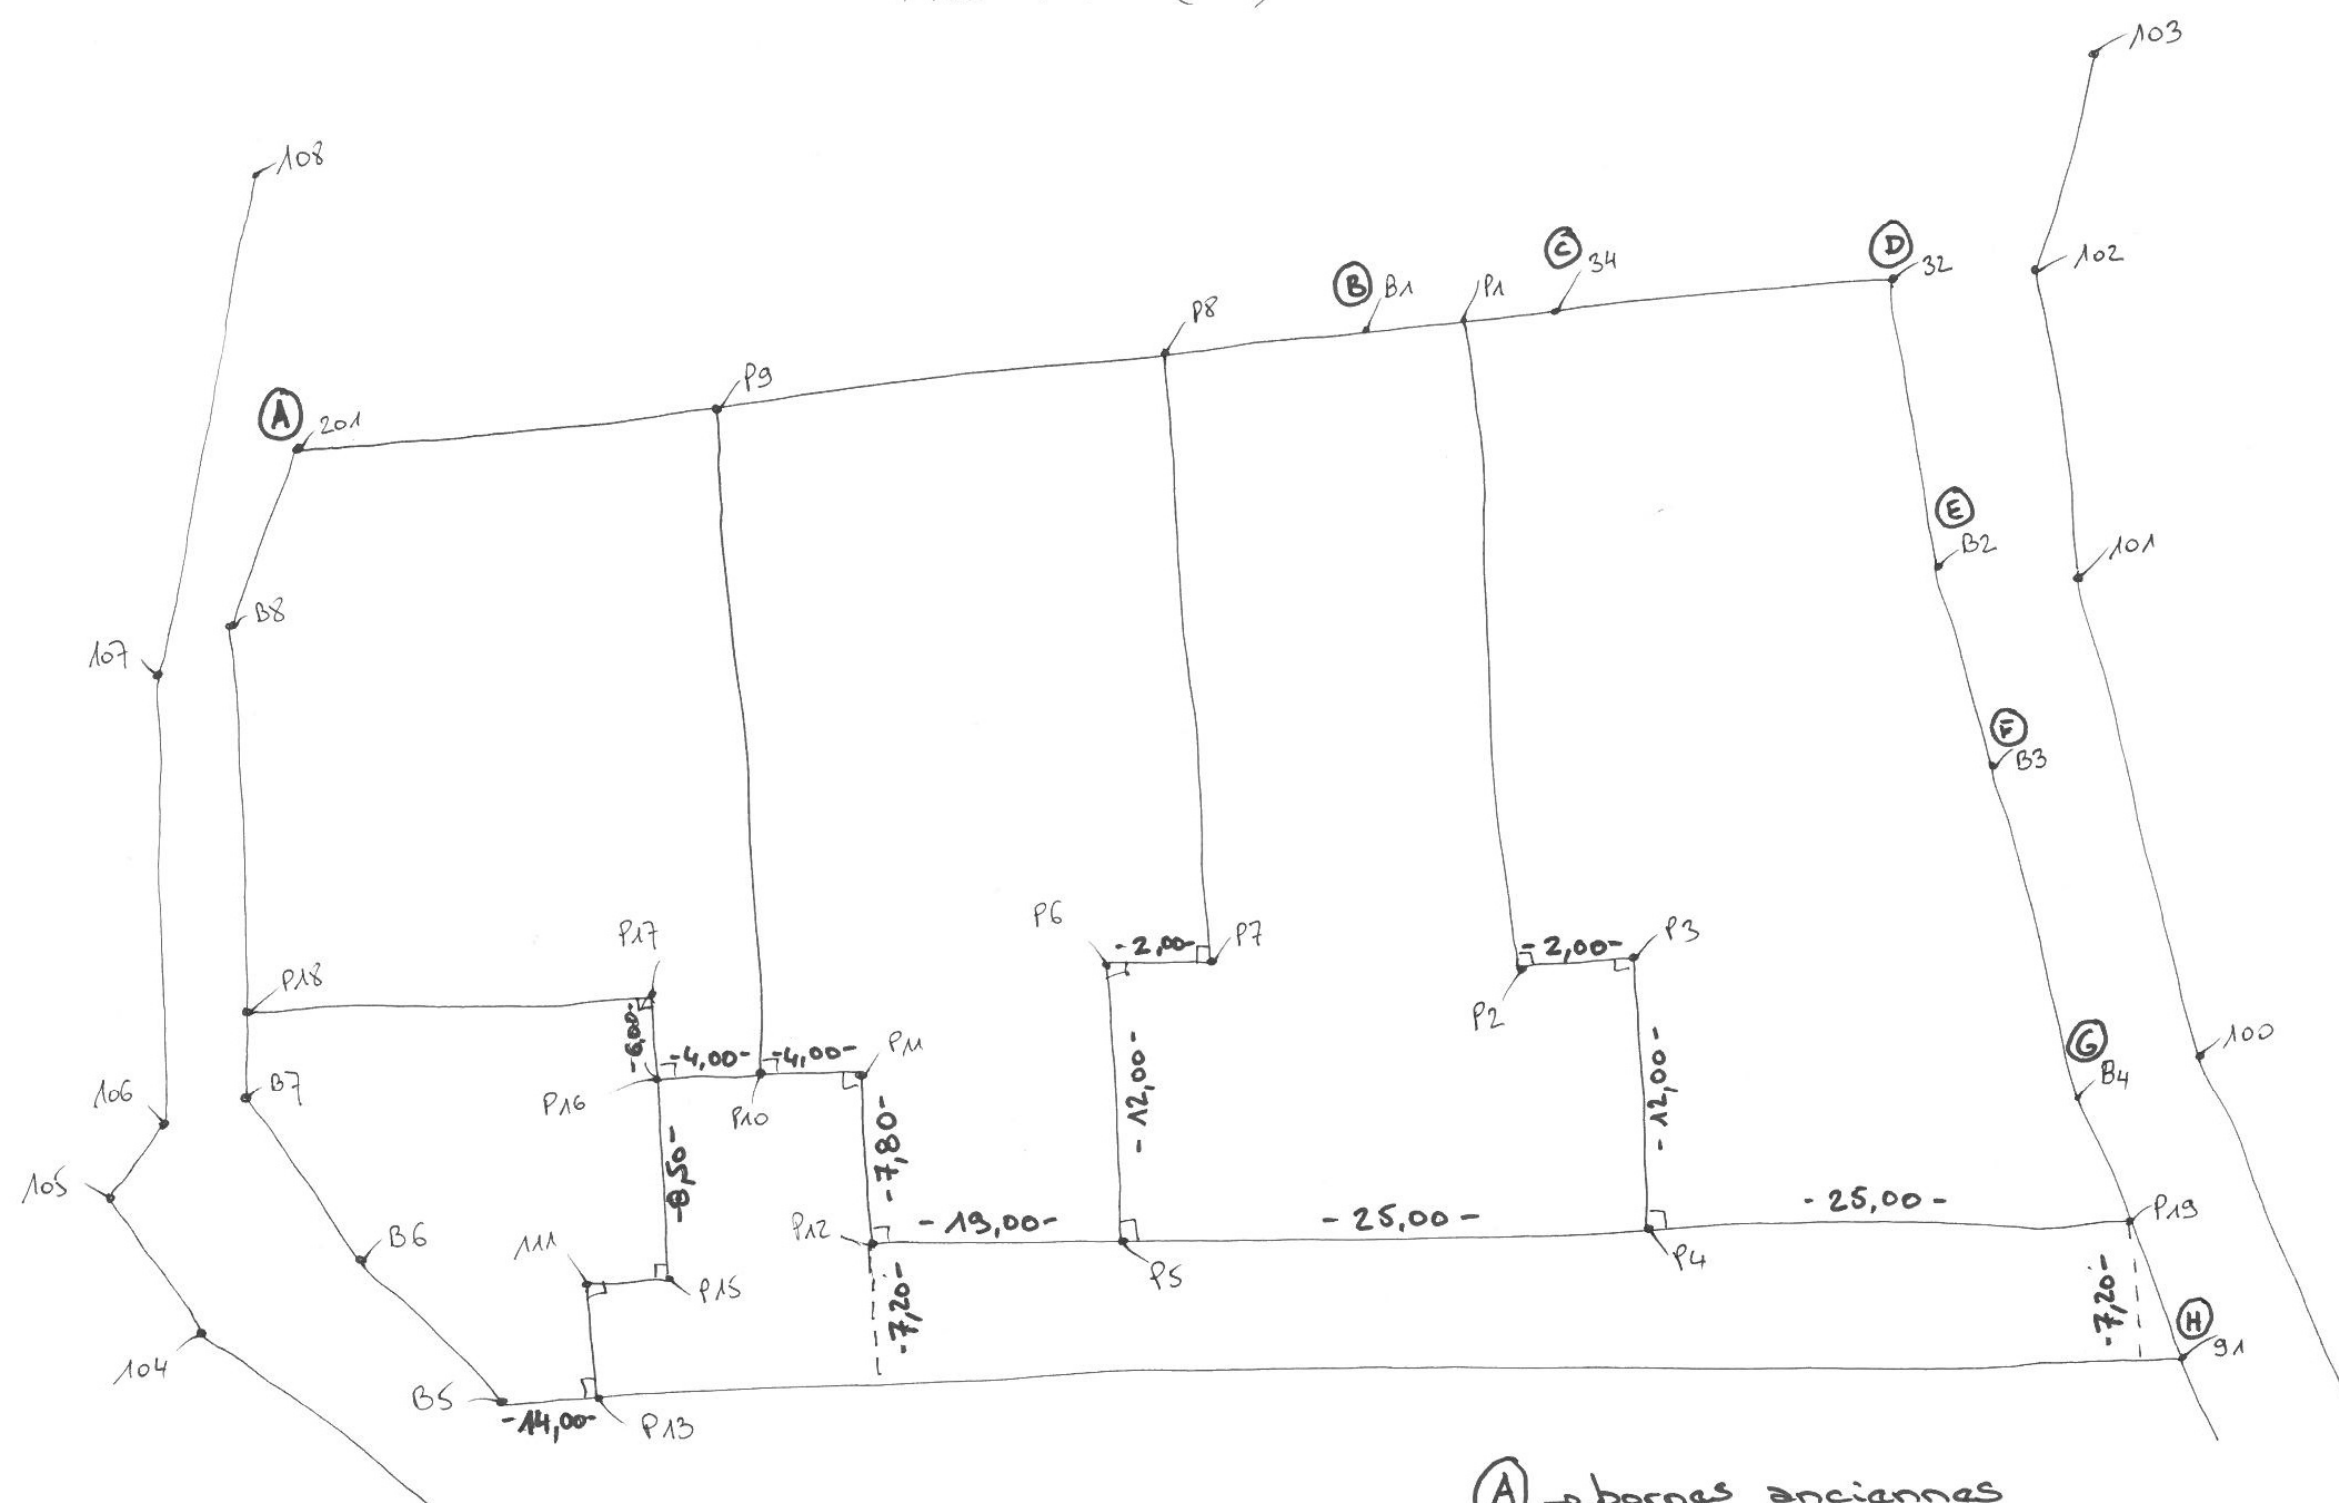 103
108
C
34
D
32
102
B
B1
P1
P8
P9
A
201
E
B2
101
B8
107
F
B3
P17
P6
-2,00-
P7
-2,00-
P3
P18
P2
-6,00-
-4,00-
-4,00-
P11
-12,00-
-12,00-
G
B4
100
106
B7
P16
P10
-8,50-
-7,80-
105
B6
111
P12
-19,00-
-25,00-
-25,00-
P19
P15
P5
P4
-7,20-
-7,20-
H
91
104
B5
-14,00-
P13
A → bornes anciennes